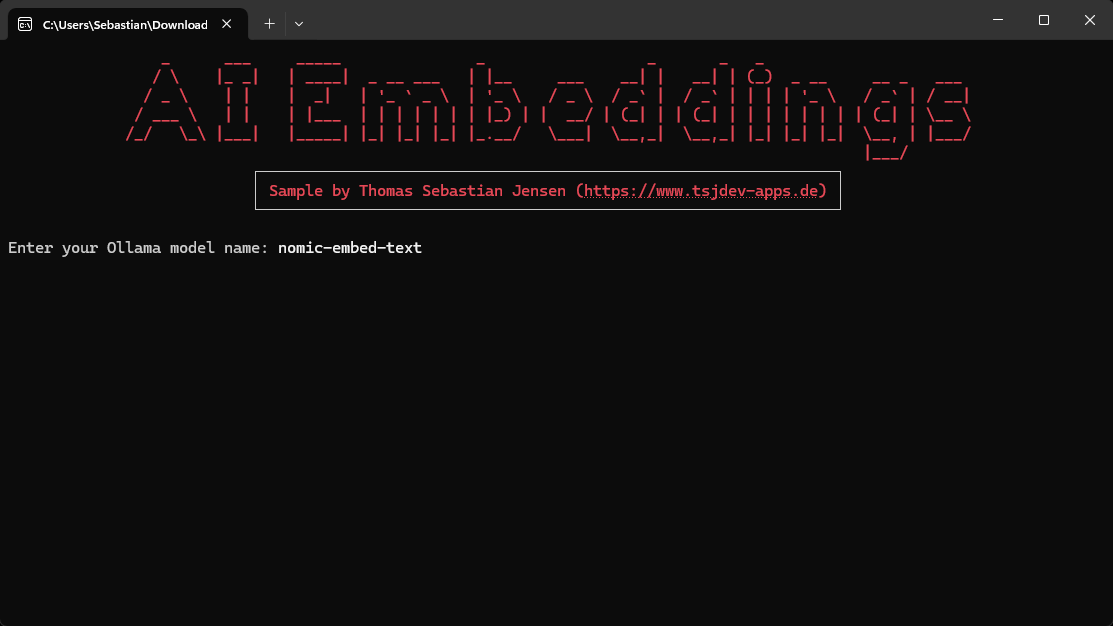 C:\Users\Sebastian\Download
AI Embeddings
Sample by Thomas Sebastian Jensen (https://www.tsjdev-apps.de)
Enter your Ollama model name: nomic-embed-text